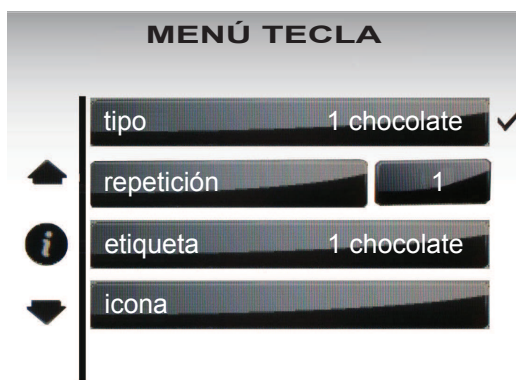 MENÚ TECLA
tipo 1 chocolate
repetición 1
etiqueta 1 chocolate
icona